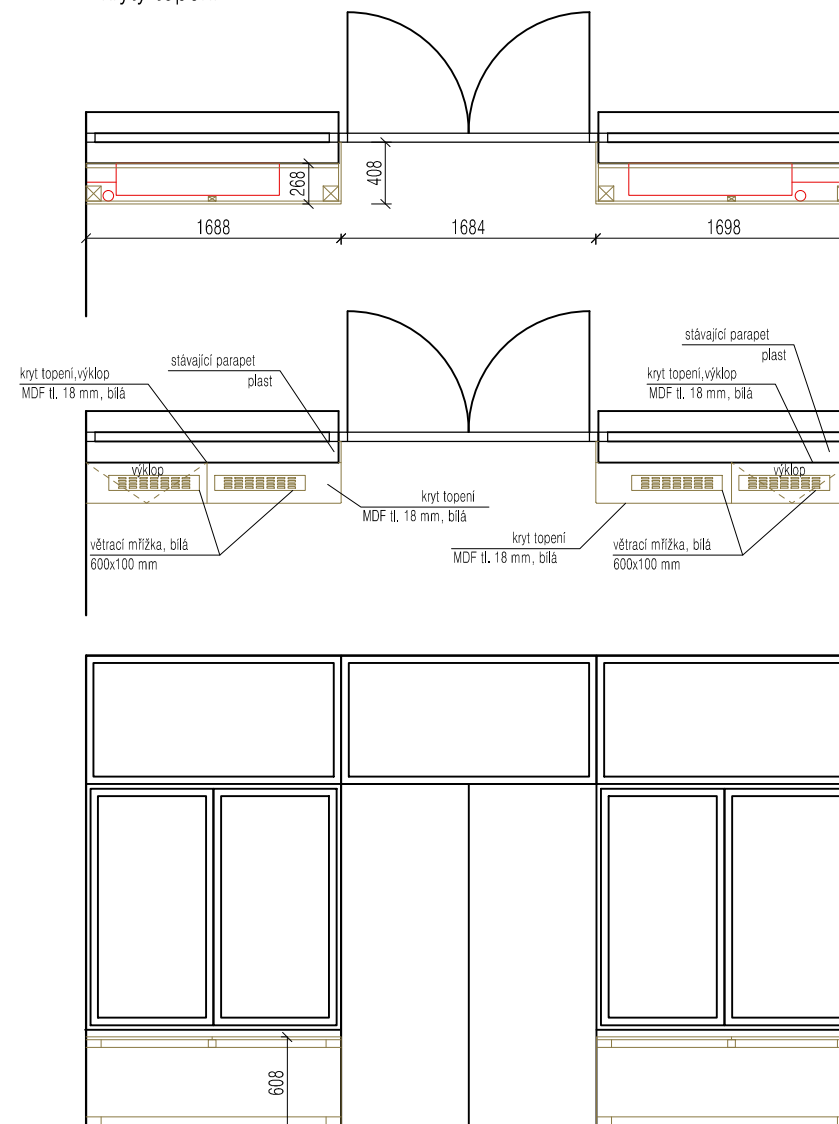 268
408
1688
1684
1698
stávající parapet
plast
kryt topení,výklop
MDF tl. 18 mm, bílá
stávající parapet
plast
kryt topení,výklop
MDF tl. 18 mm, bílá
výklop
výklop
kryt topení
MDF tl. 18 mm, bílá
kryt topení
MDF tl. 18 mm, bílá
větrací mřížka, bílá
600x100 mm
větrací mřížka, bílá
600x100 mm
608